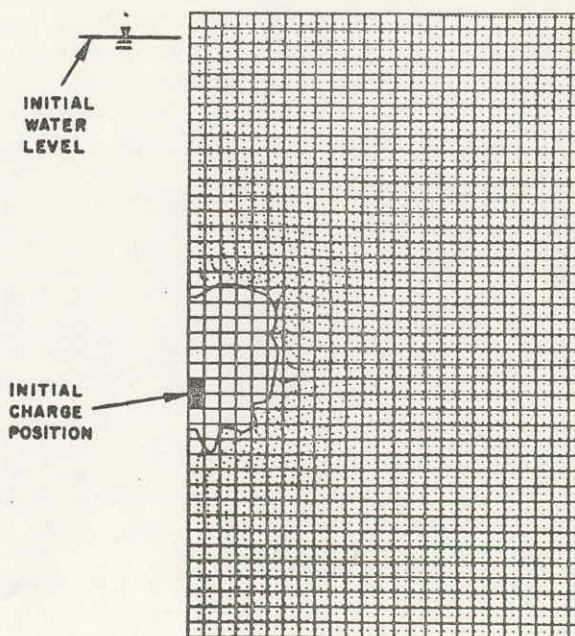 INITIAL
WATER
LEVEL
INITIAL
CHARGE
POSITION